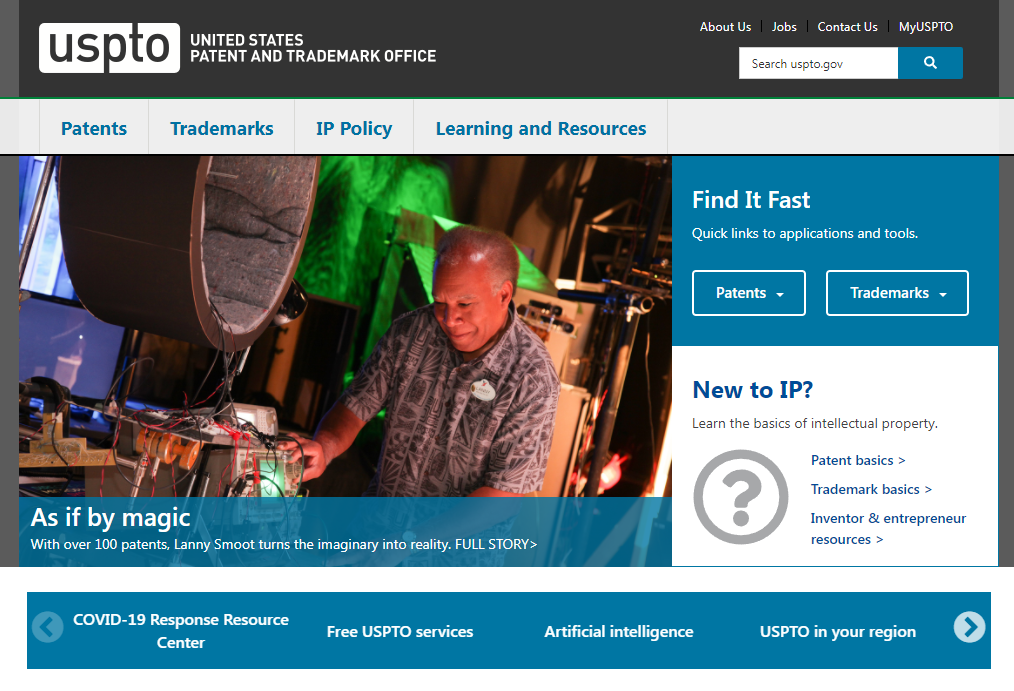 uspto UNITED STATES
PATENT AND TRADEMARK OFFICE
About Us
Jobs
Contact Us
MyUSPTO
Search uspto.gov
Patents
Trademarks
IP Policy
Learning and Resources
Find It Fast
Quick links to applications and tools.
Patents
Trademarks
As if by magic
With over 100 patents, Lanny Smoot turns the imaginary into reality. FULL STORY>
New to IP?
Learn the basics of intellectual property.
?
Patent basics >
Trademark basics >
Inventor & entrepreneur
resources >
COVID-19 Response Resource
Center
Free USPTO services
Artificial intelligence
USPTO in your region